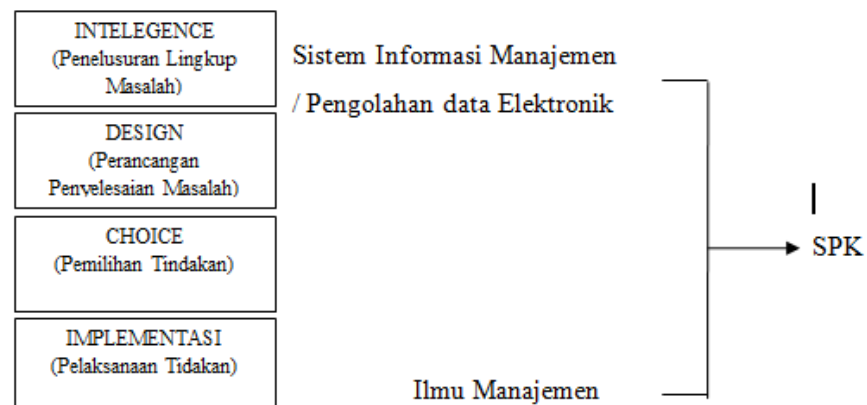 INTELEGENCE
(Penelusuran Lingkup
Masalah)
Sistem Informasi Manajemen
/ Pengolahan data Elektronik
DESIGN
(Perancangan
Penyelesaian Masalah)
CHOICE
(Pemilihan Tindakan)
SPK
IMPLEMENTASI
(Pelaksanaan Tidakan)
Ilmu Manajemen